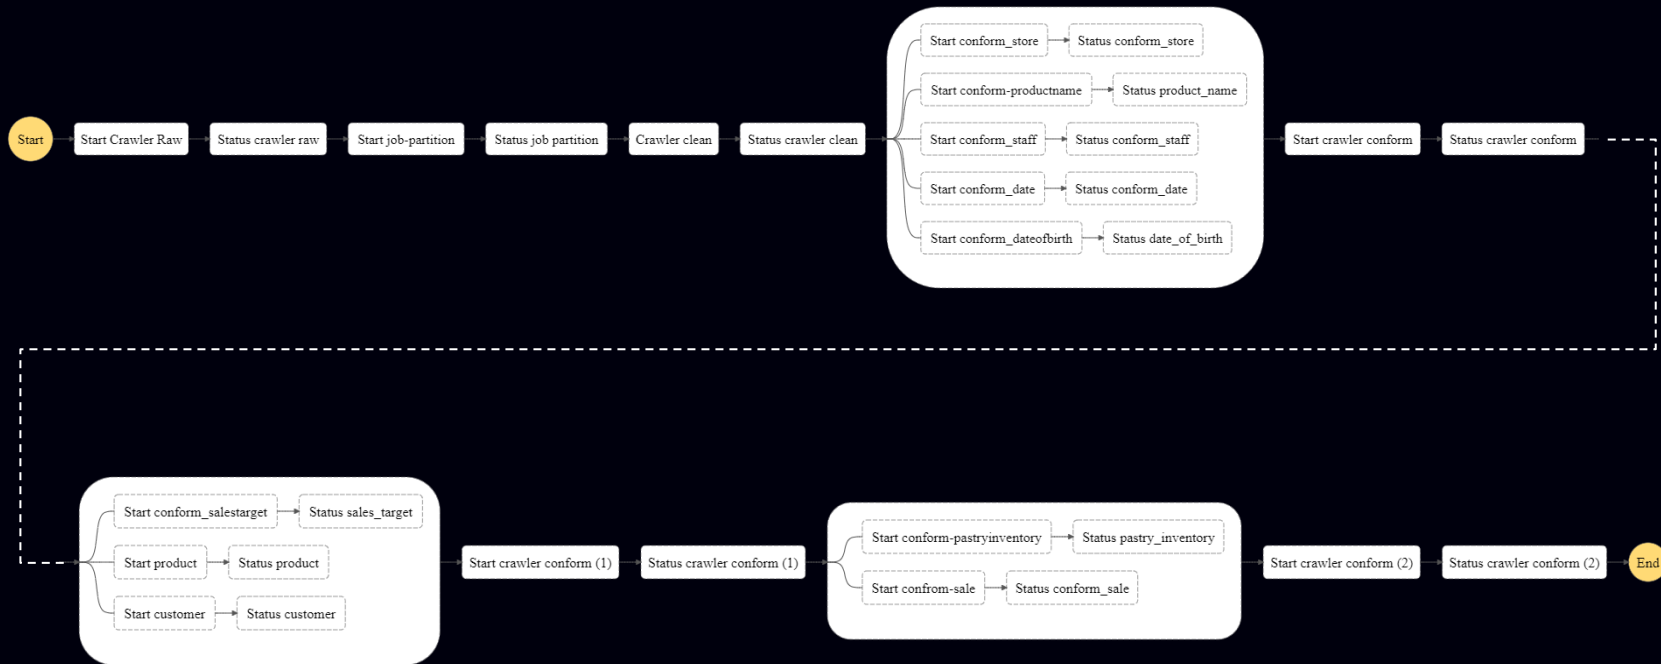 Start
Start Crawler Raw
Status crawler raw
Start job-partition
Status job partition
Crawler clean
Status crawler clean
Start conform_store
Status conform_store
Start conform-productname
Status product_name
Start conform_staff
Status conform_staff
Start conform_date
Status conform_date
Start conform_dateofbirth
Status date_of_birth
Start crawler conform
Status crawler conform
Start conform_salestarget
Status sales_target
Start product
Status product
Start customer
Status customer
Start crawler conform (1)
Status crawler conform (1)
Start conform-pastryinventory
Status pastry_inventory
Start confrom-sale
Status conform_sale
Start crawler conform (2)
Status crawler conform (2)
End